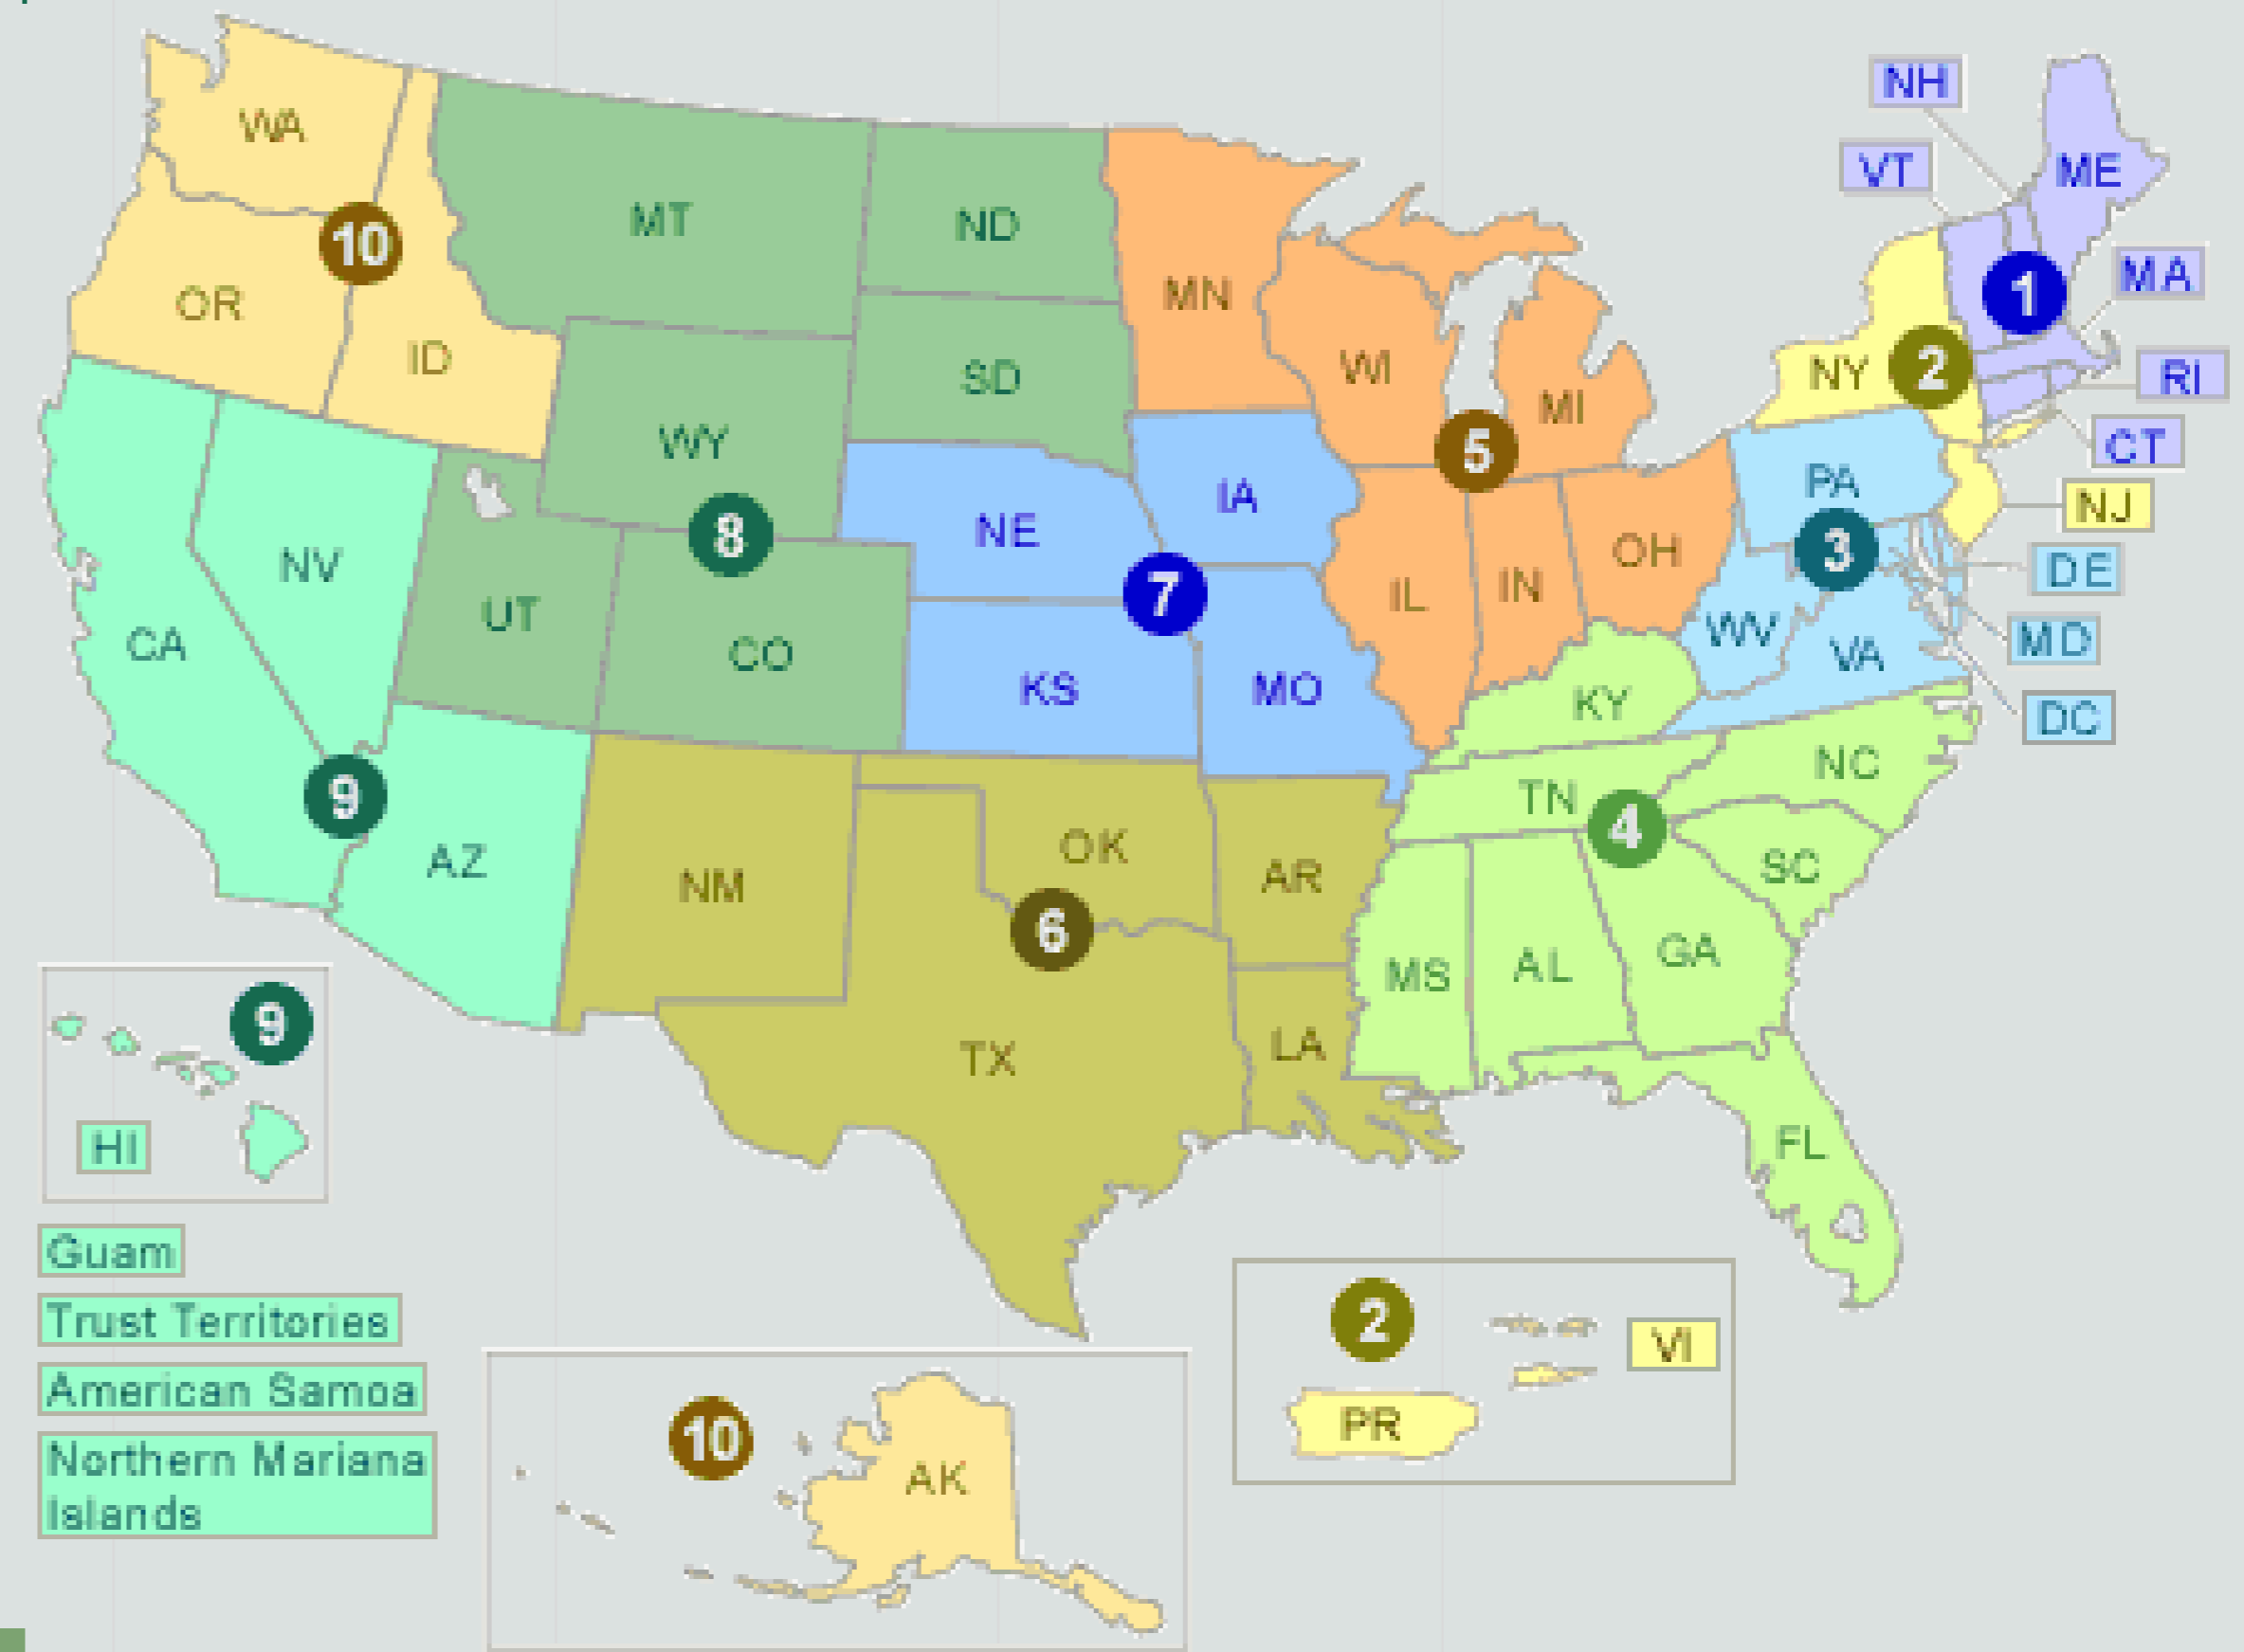 NH
WA
VT
ME
MT
ND
10
MN
MA
1
OR
ID
WI
SD
NY
2
RI
MI
WY
5
CT
PA
IA
NJ
NE
8
3
OH
NV
DE
IN
7
IL
UT
WV
MD
CA
CO
VA
KS
MO
KY
DC
NC
9
TN
4
OK
AZ
AR
SC
NM
6
GA
MS
AL
9
LA
TX
HI
FL
Guam
Trust Territories
2
VI
American Samoa
PR
10
Northern Mariana
Islands
AK